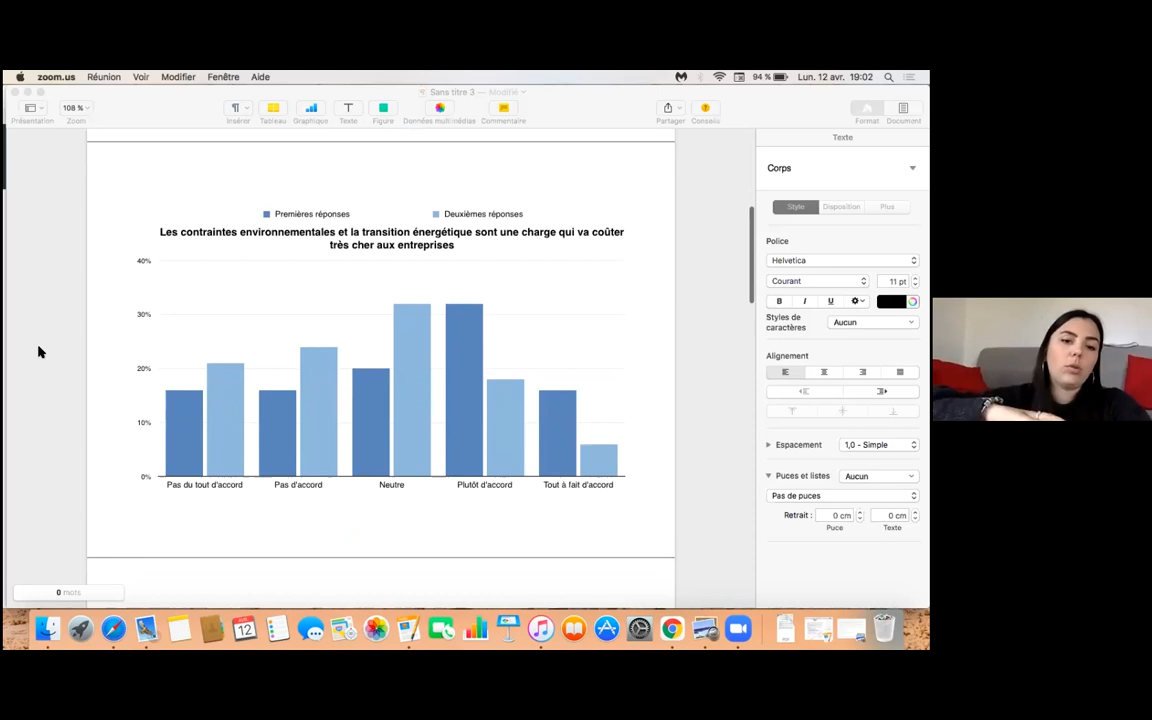 zoom.us Réunion Voir Modifier Fenêtre Aide
94 % Lun. 12 avr. 19:02
Sans titre 3 — Modifié
108 %
Présentation Zoom Insérer Tableau Graphique Texte Figure Données multimédias Commentaire Partager Conseils Format Document
Texte
Corps
Style Disposition Plus
Police
Helvetica
Courant 11 pt
B I U
Styles de
caractères
Aucun
Alignement
Espacement 1,0 - Simple
Puces et listes Aucun
Pas de puces
Retrait : 0 cm 0 cm
Puce Texte
Premières réponses Deuxièmes réponses
Les contraintes environnementales et la transition énergétique sont une charge qui va coûter
très cher aux entreprises
40%
30%
20%
10%
0%
Pas du tout d'accord Pas d'accord Neutre Plutôt d'accord Tout à fait d'accord
0 mots
12